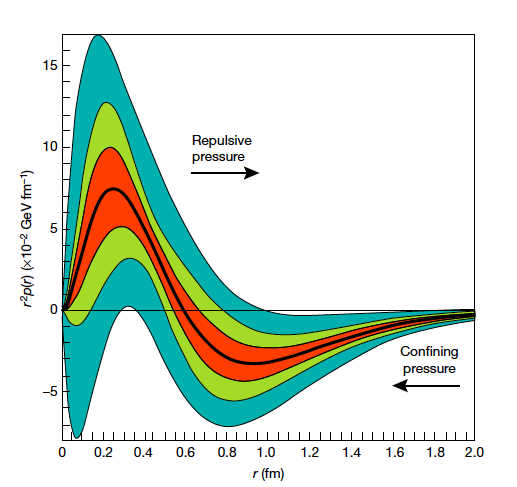 15
10
5
0
−5
r²p(r) (×10⁻² GeV fm⁻¹)
Repulsive
pressure
Confining
pressure
0 0.2 0.4 0.6 0.8 1.0 1.2 1.4 1.6 1.8 2.0
r (fm)